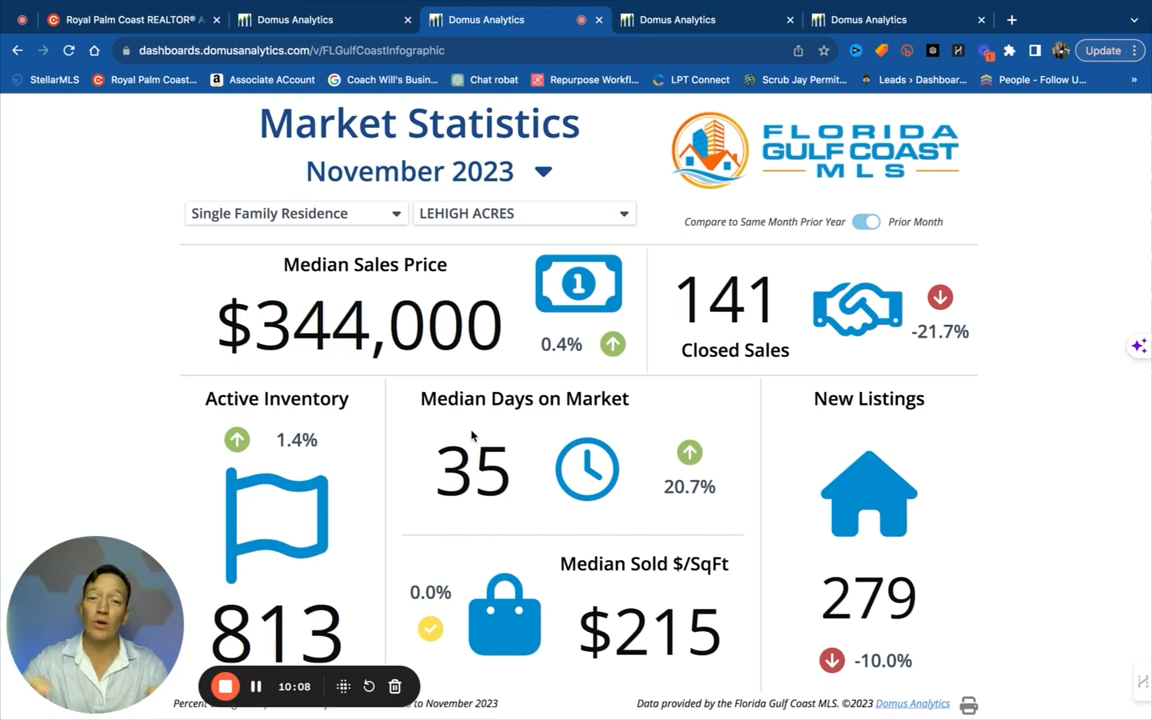 Royal Palm Coast REALTOR® A
Domus Analytics
Domus Analytics
Domus Analytics
Domus Analytics
dashboards.domusanalytics.com/v/FLGulfCoastInfographic
Update
StellarMLS
Royal Palm Coast...
Associate ACcount
Coach Will's Busin...
Chat robat
Repurpose Workfl...
LPT Connect
Scrub Jay Permit...
Leads › Dashboar...
People - Follow U...
»
Market Statistics
November 2023
FLORIDA
GULF COAST
MLS
Single Family Residence
LEHIGH ACRES
Compare to Same Month Prior Year
Prior Month
Median Sales Price
$344,000
1
0.4%
141
Closed Sales
-21.7%
Active Inventory
1.4%
813
Median Days on Market
35
20.7%
0.0%
Median Sold $/SqFt
$215
New Listings
279
-10.0%
10:08
Percent
to November 2023
Data provided by the Florida Gulf Coast MLS. ©2023 Domus Analytics